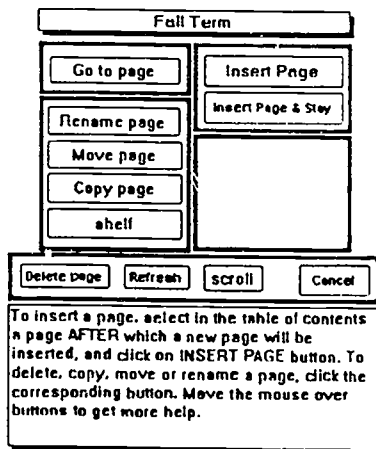 Fall Term
Go to page
Insert Page
Insert Page & Stay
Rename page
Move page
Copy page
shelf
Delete page
Refresh
scroll
Cancel
To insert a page, select in the table of contents
a page AFTER which a new page will be
inserted, and click on INSERT PAGE button. To
delete, copy, move or rename a page, click the
corresponding button. Move the mouse over
buttons to get more help.